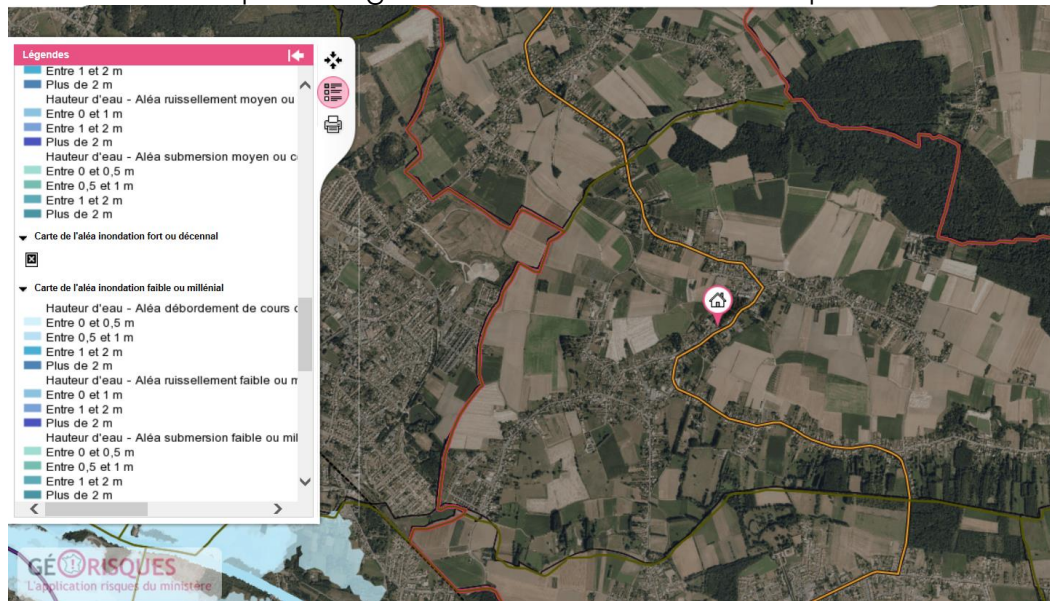 Légendes
Entre 1 et 2 m
Plus de 2 m
Hauteur d'eau - Aléa ruissellement moyen ou
Entre 0 et 1 m
Entre 1 et 2 m
Plus de 2 m
Hauteur d'eau - Aléa submersion moyen ou c
Entre 0 et 0,5 m
Entre 0,5 et 1 m
Entre 1 et 2 m
Plus de 2 m
Carte de l'aléa inondation fort ou décennal
Carte de l'aléa inondation faible ou millénial
Hauteur d'eau - Aléa débordement de cours
Entre 0 et 0,5 m
Entre 0,5 et 1 m
Entre 1 et 2 m
Plus de 2 m
Hauteur d'eau - Aléa ruissellement faible ou
Entre 0 et 1 m
Entre 1 et 2 m
Plus de 2 m
Hauteur d'eau - Aléa submersion faible ou mil
Entre 0 et 0,5 m
Entre 0,5 et 1 m
Entre 1 et 2 m
Plus de 2 m
GÉORISQUES
L'application risques du ministère